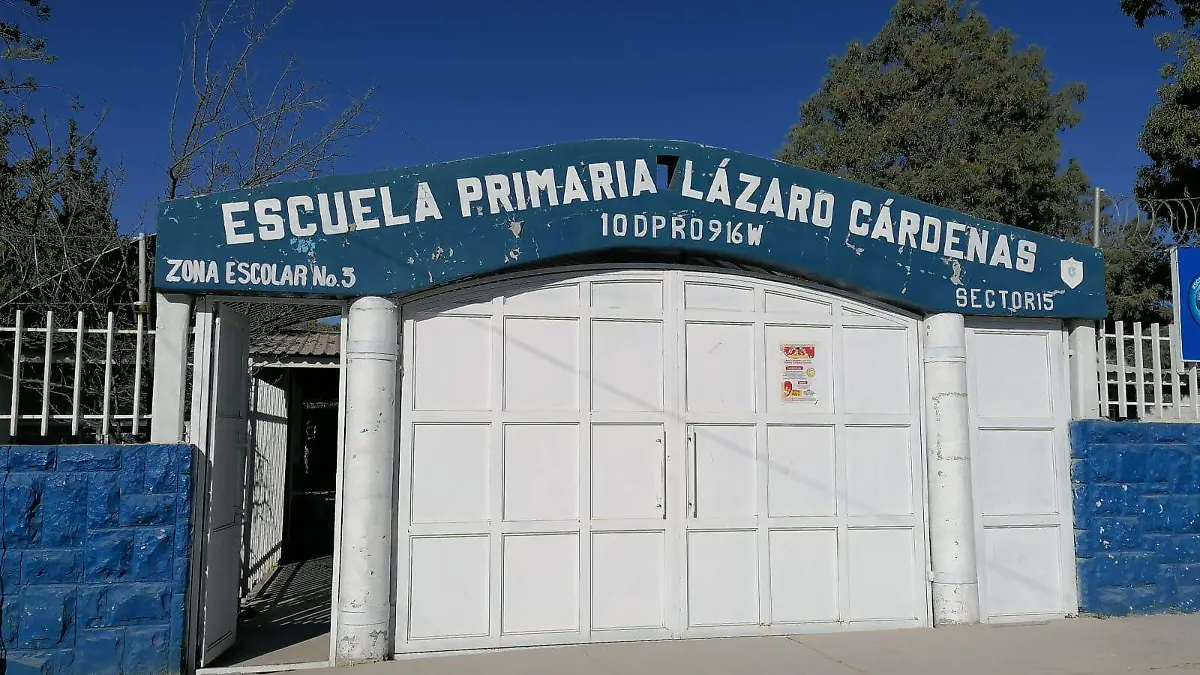 ESCUELA PRIMARIA LÁZARO CÁRDENAS
10DPR0916W
ZONA ESCOLAR No.3
SECTOR15